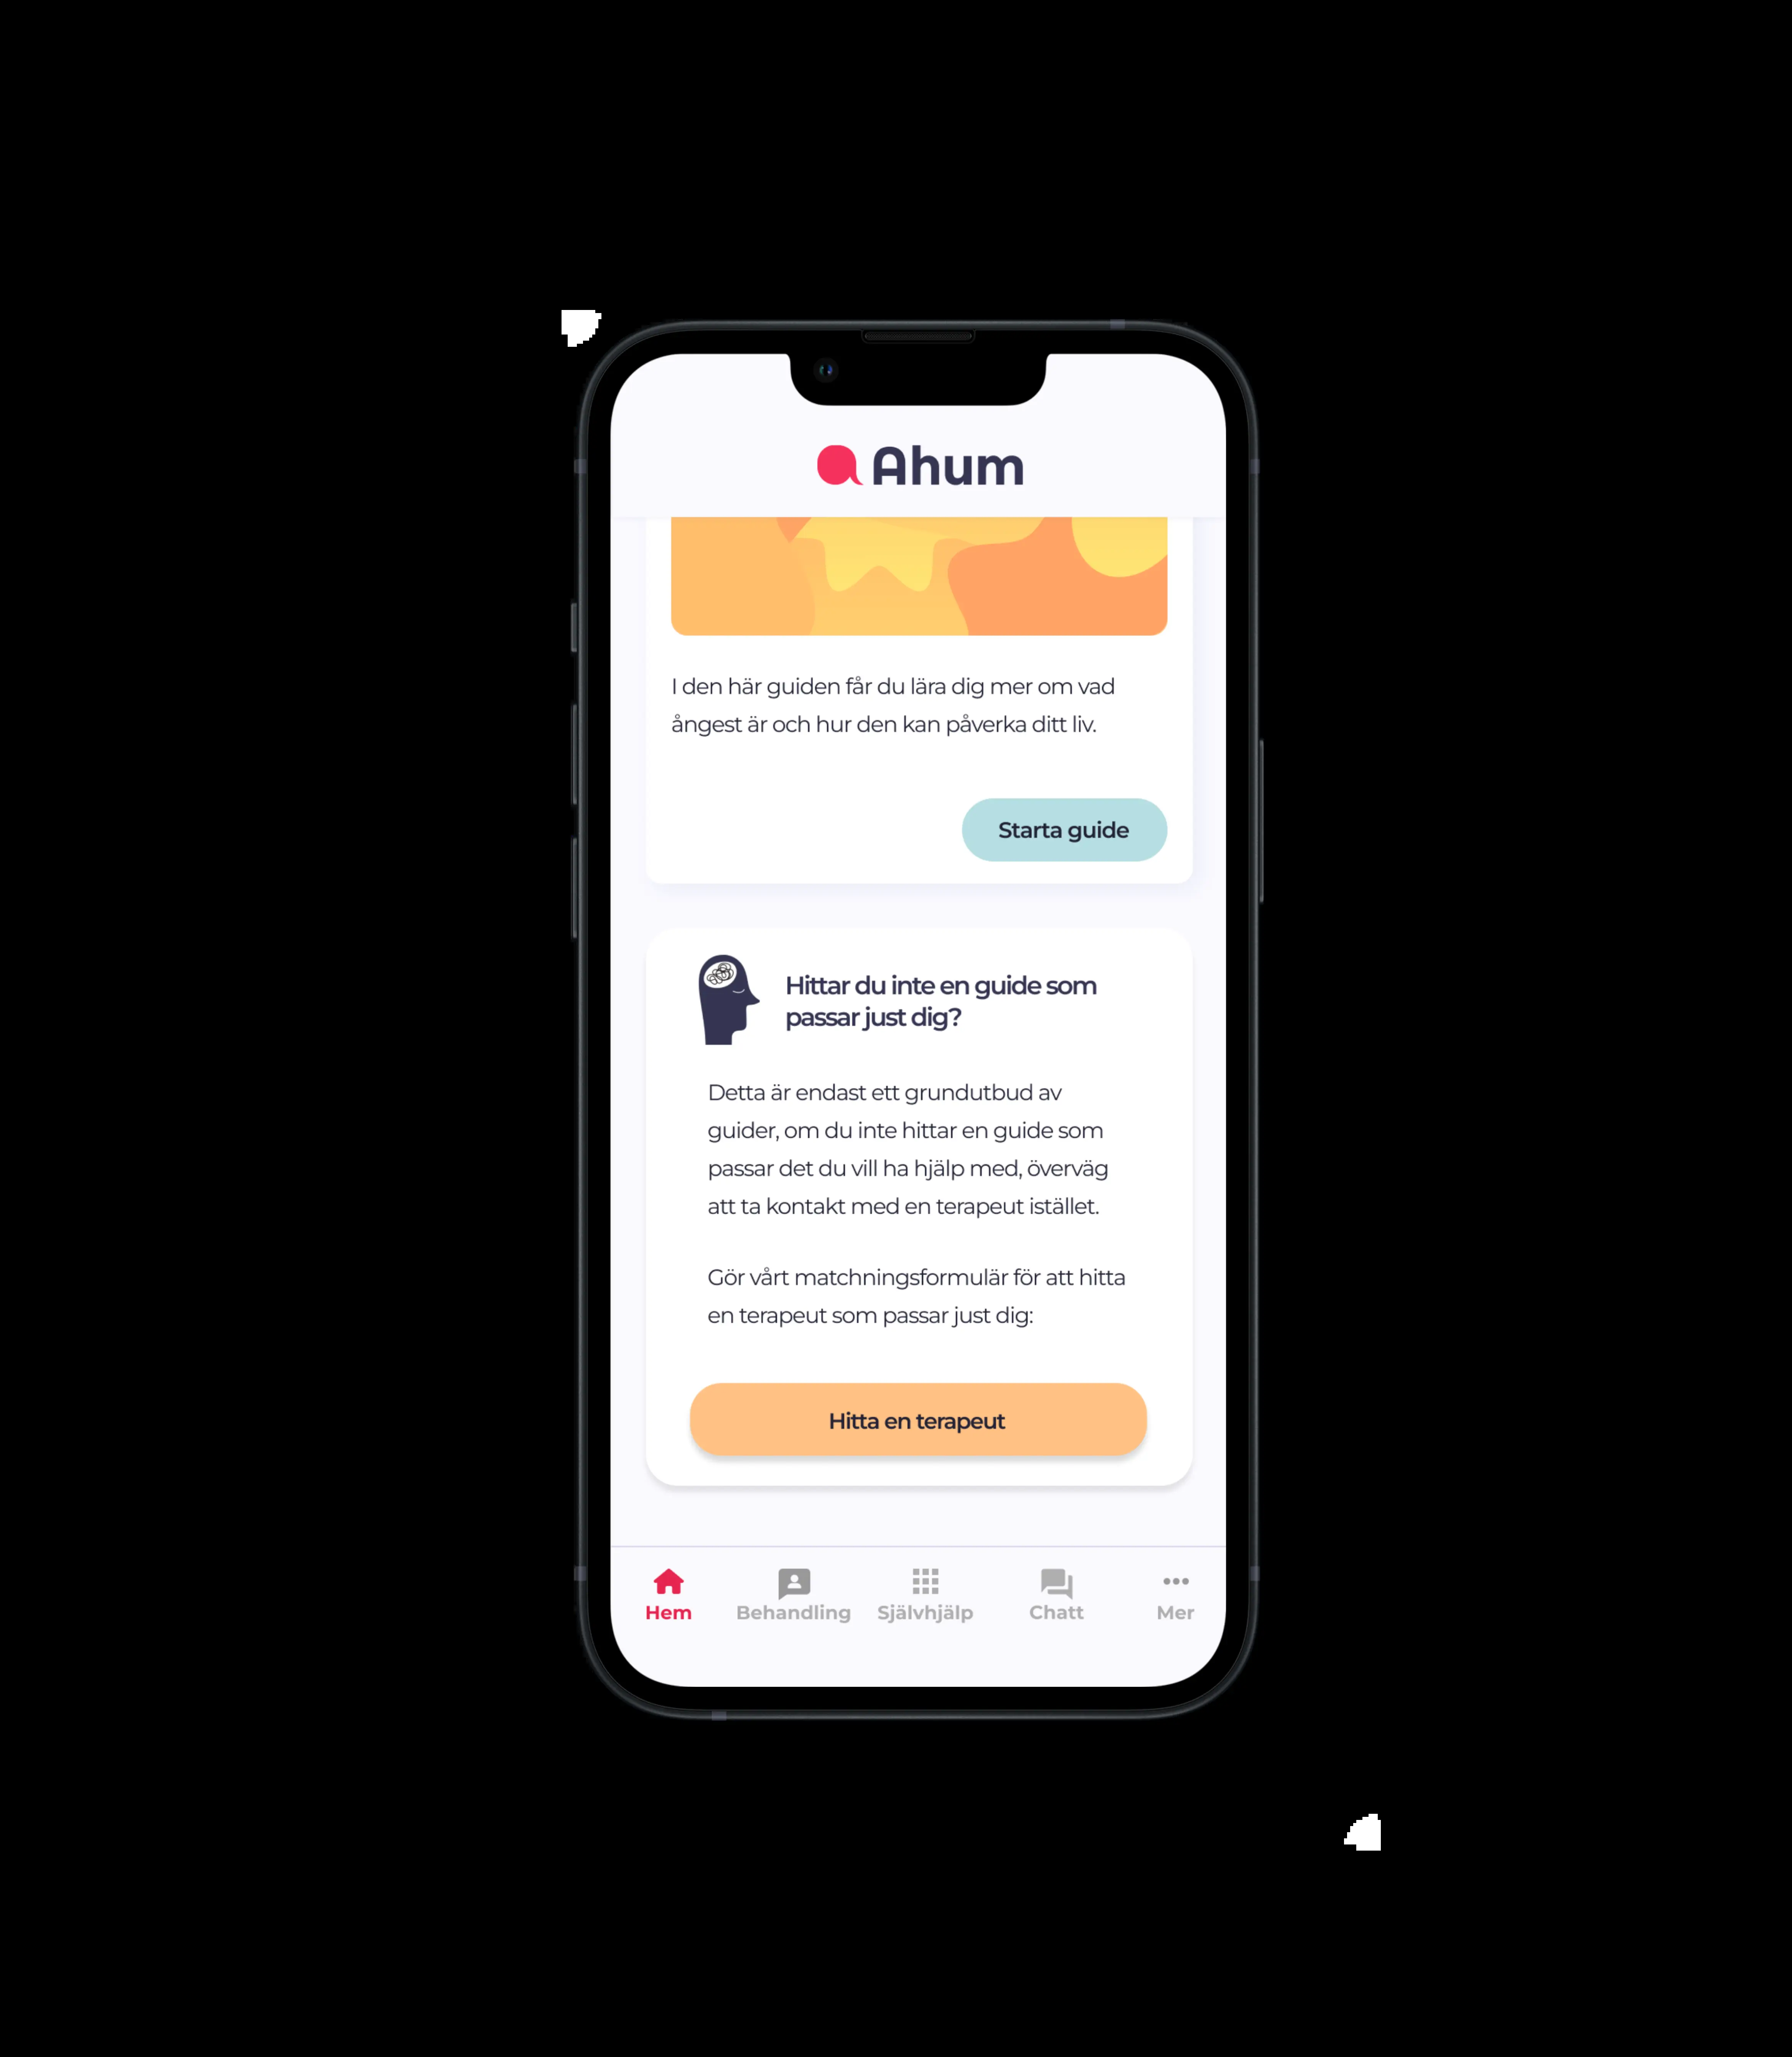 Ahum
I den här guiden får du lära dig mer om vad
ångest är och hur den kan påverka ditt liv.
Starta guide
Hittar du inte en guide som
passar just dig?
Detta är endast ett grundutbud av
guider, om du inte hittar en guide som
passar det du vill ha hjälp med, överväg
att ta kontakt med en terapeut istället.
Gör vårt matchningsformulär för att hitta
en terapeut som passar just dig:
Hitta en terapeut
Hem Behandling Självhjälp Chatt Mer